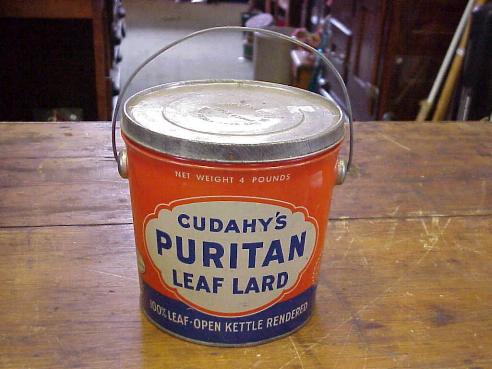 NET WEIGHT 4 POUNDS
CUDAHY'S
PURITAN
LEAF LARD
100% LEAF-OPEN KETTLE RENDERED